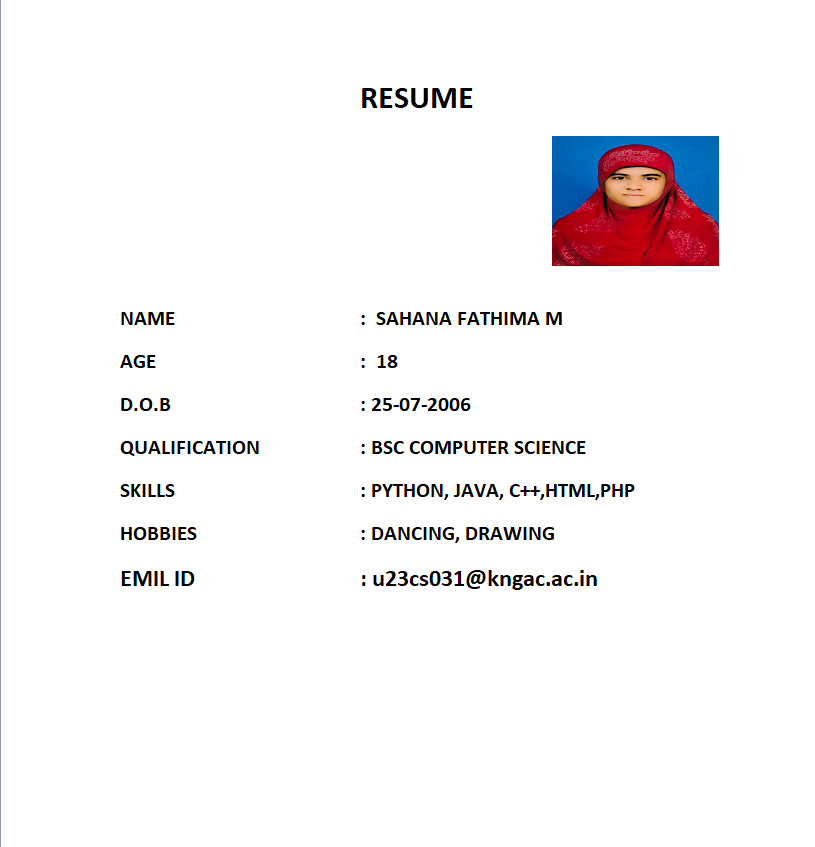 RESUME
NAME : SAHANA FATHIMA M
AGE : 18
D.O.B : 25-07-2006
QUALIFICATION : BSC COMPUTER SCIENCE
SKILLS : PYTHON, JAVA, C++,HTML,PHP
HOBBIES : DANCING, DRAWING
EMIL ID : u23cs031@kngac.ac.in